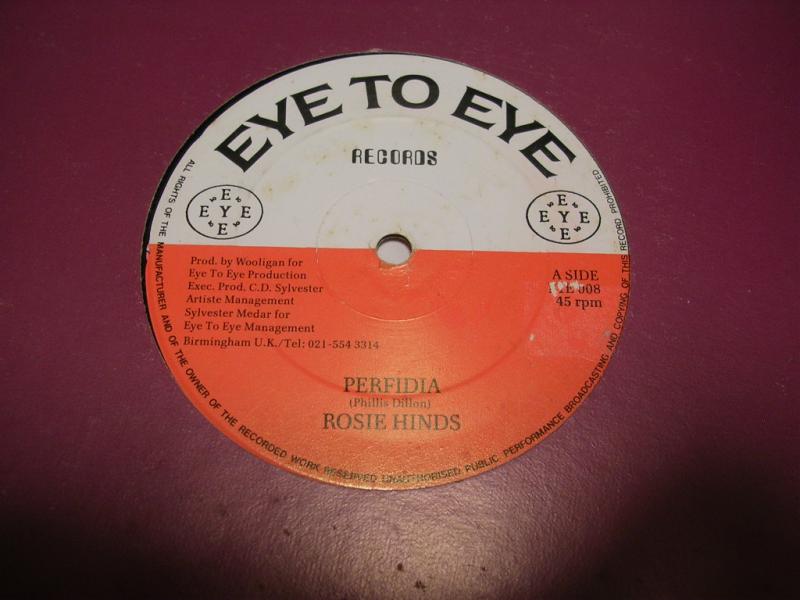 EYE TO EYE
RECORDS
E
E Y E
E
E
E Y E
E
Prod. by Wooligan for
Eye To Eye Production
Exec. Prod. C.D. Sylvester
Artiste Management
Sylvester Medar for
Eye To Eye Management
Birmingham U.K./Tel: 021-554 3314
A SIDE
008
45 rpm
PERFIDIA
(Phillis Dillon)
ROSIE HINDS
ALL RIGHTS OF THE MANUFACTURER AND OF THE OWNER OF THE RECORDED WORK RESERVED UNAUTHORISED PUBLIC PERFORMANCE BROADCASTING AND COPYING OF THIS RECORD PROHIBITED